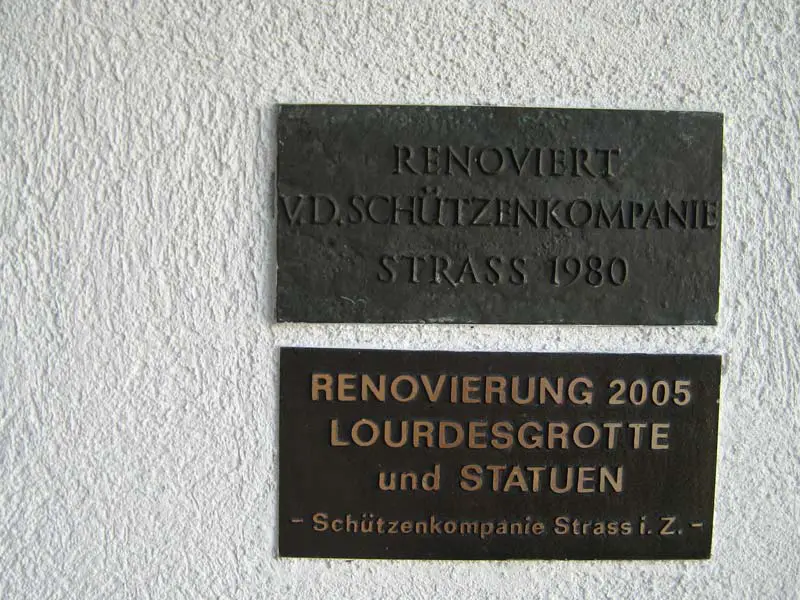 RENOVIERT
V.D. SCHÜTZENKOMPANIE
STRASS 1980
RENOVIERUNG 2005
LOURDESGROTTE
und STATUEN
- Schützenkompanie Strass i. Z. -